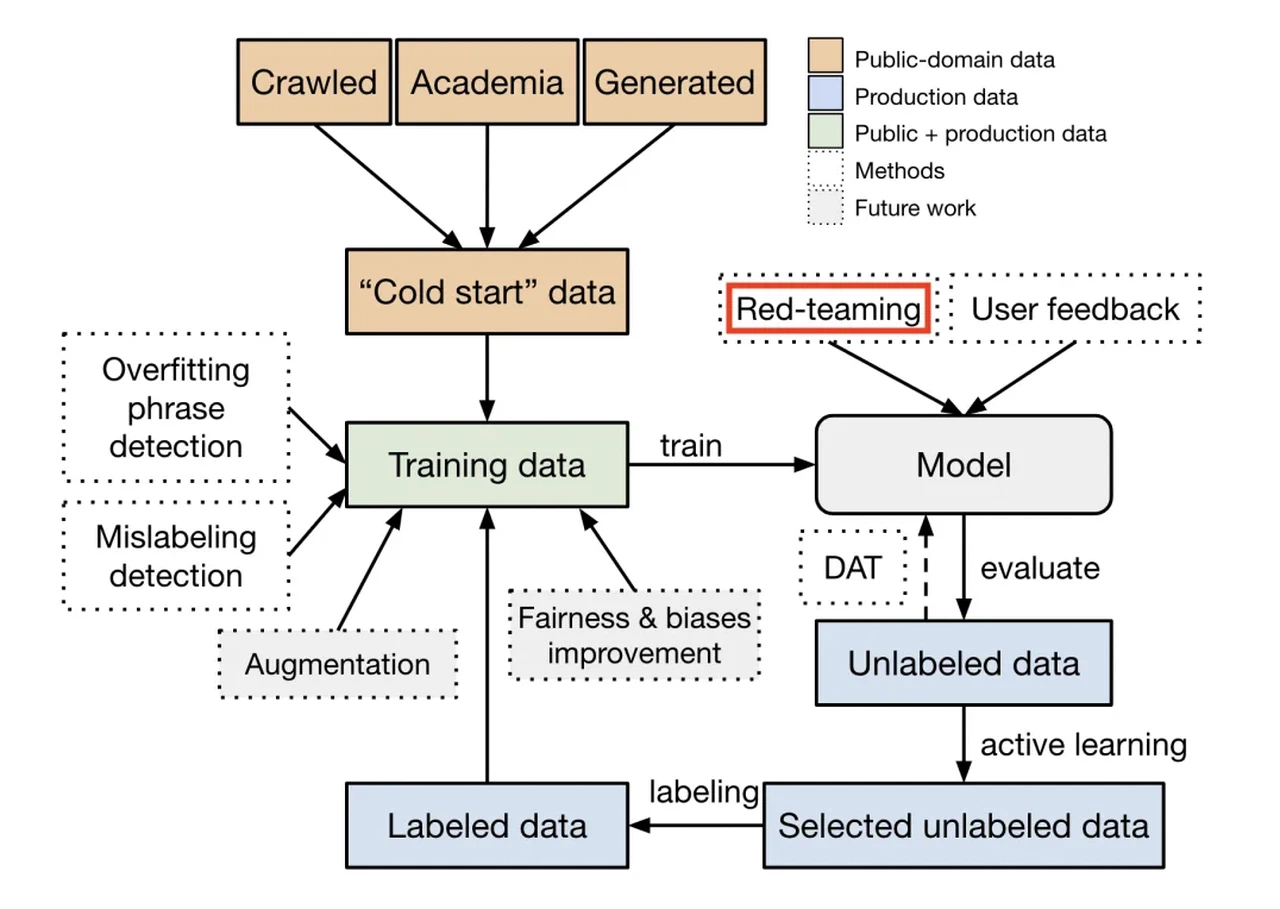 Crawled
Academia
Generated
Public-domain data
Production data
Public + production data
Methods
Future work
“Cold start” data
Red-teaming
User feedback
Overfitting
phrase
detection
Training data
train
Model
Mislabeling
detection
DAT
evaluate
Augmentation
Fairness & biases
improvement
Unlabeled data
active learning
Labeled data
labeling
Selected unlabeled data